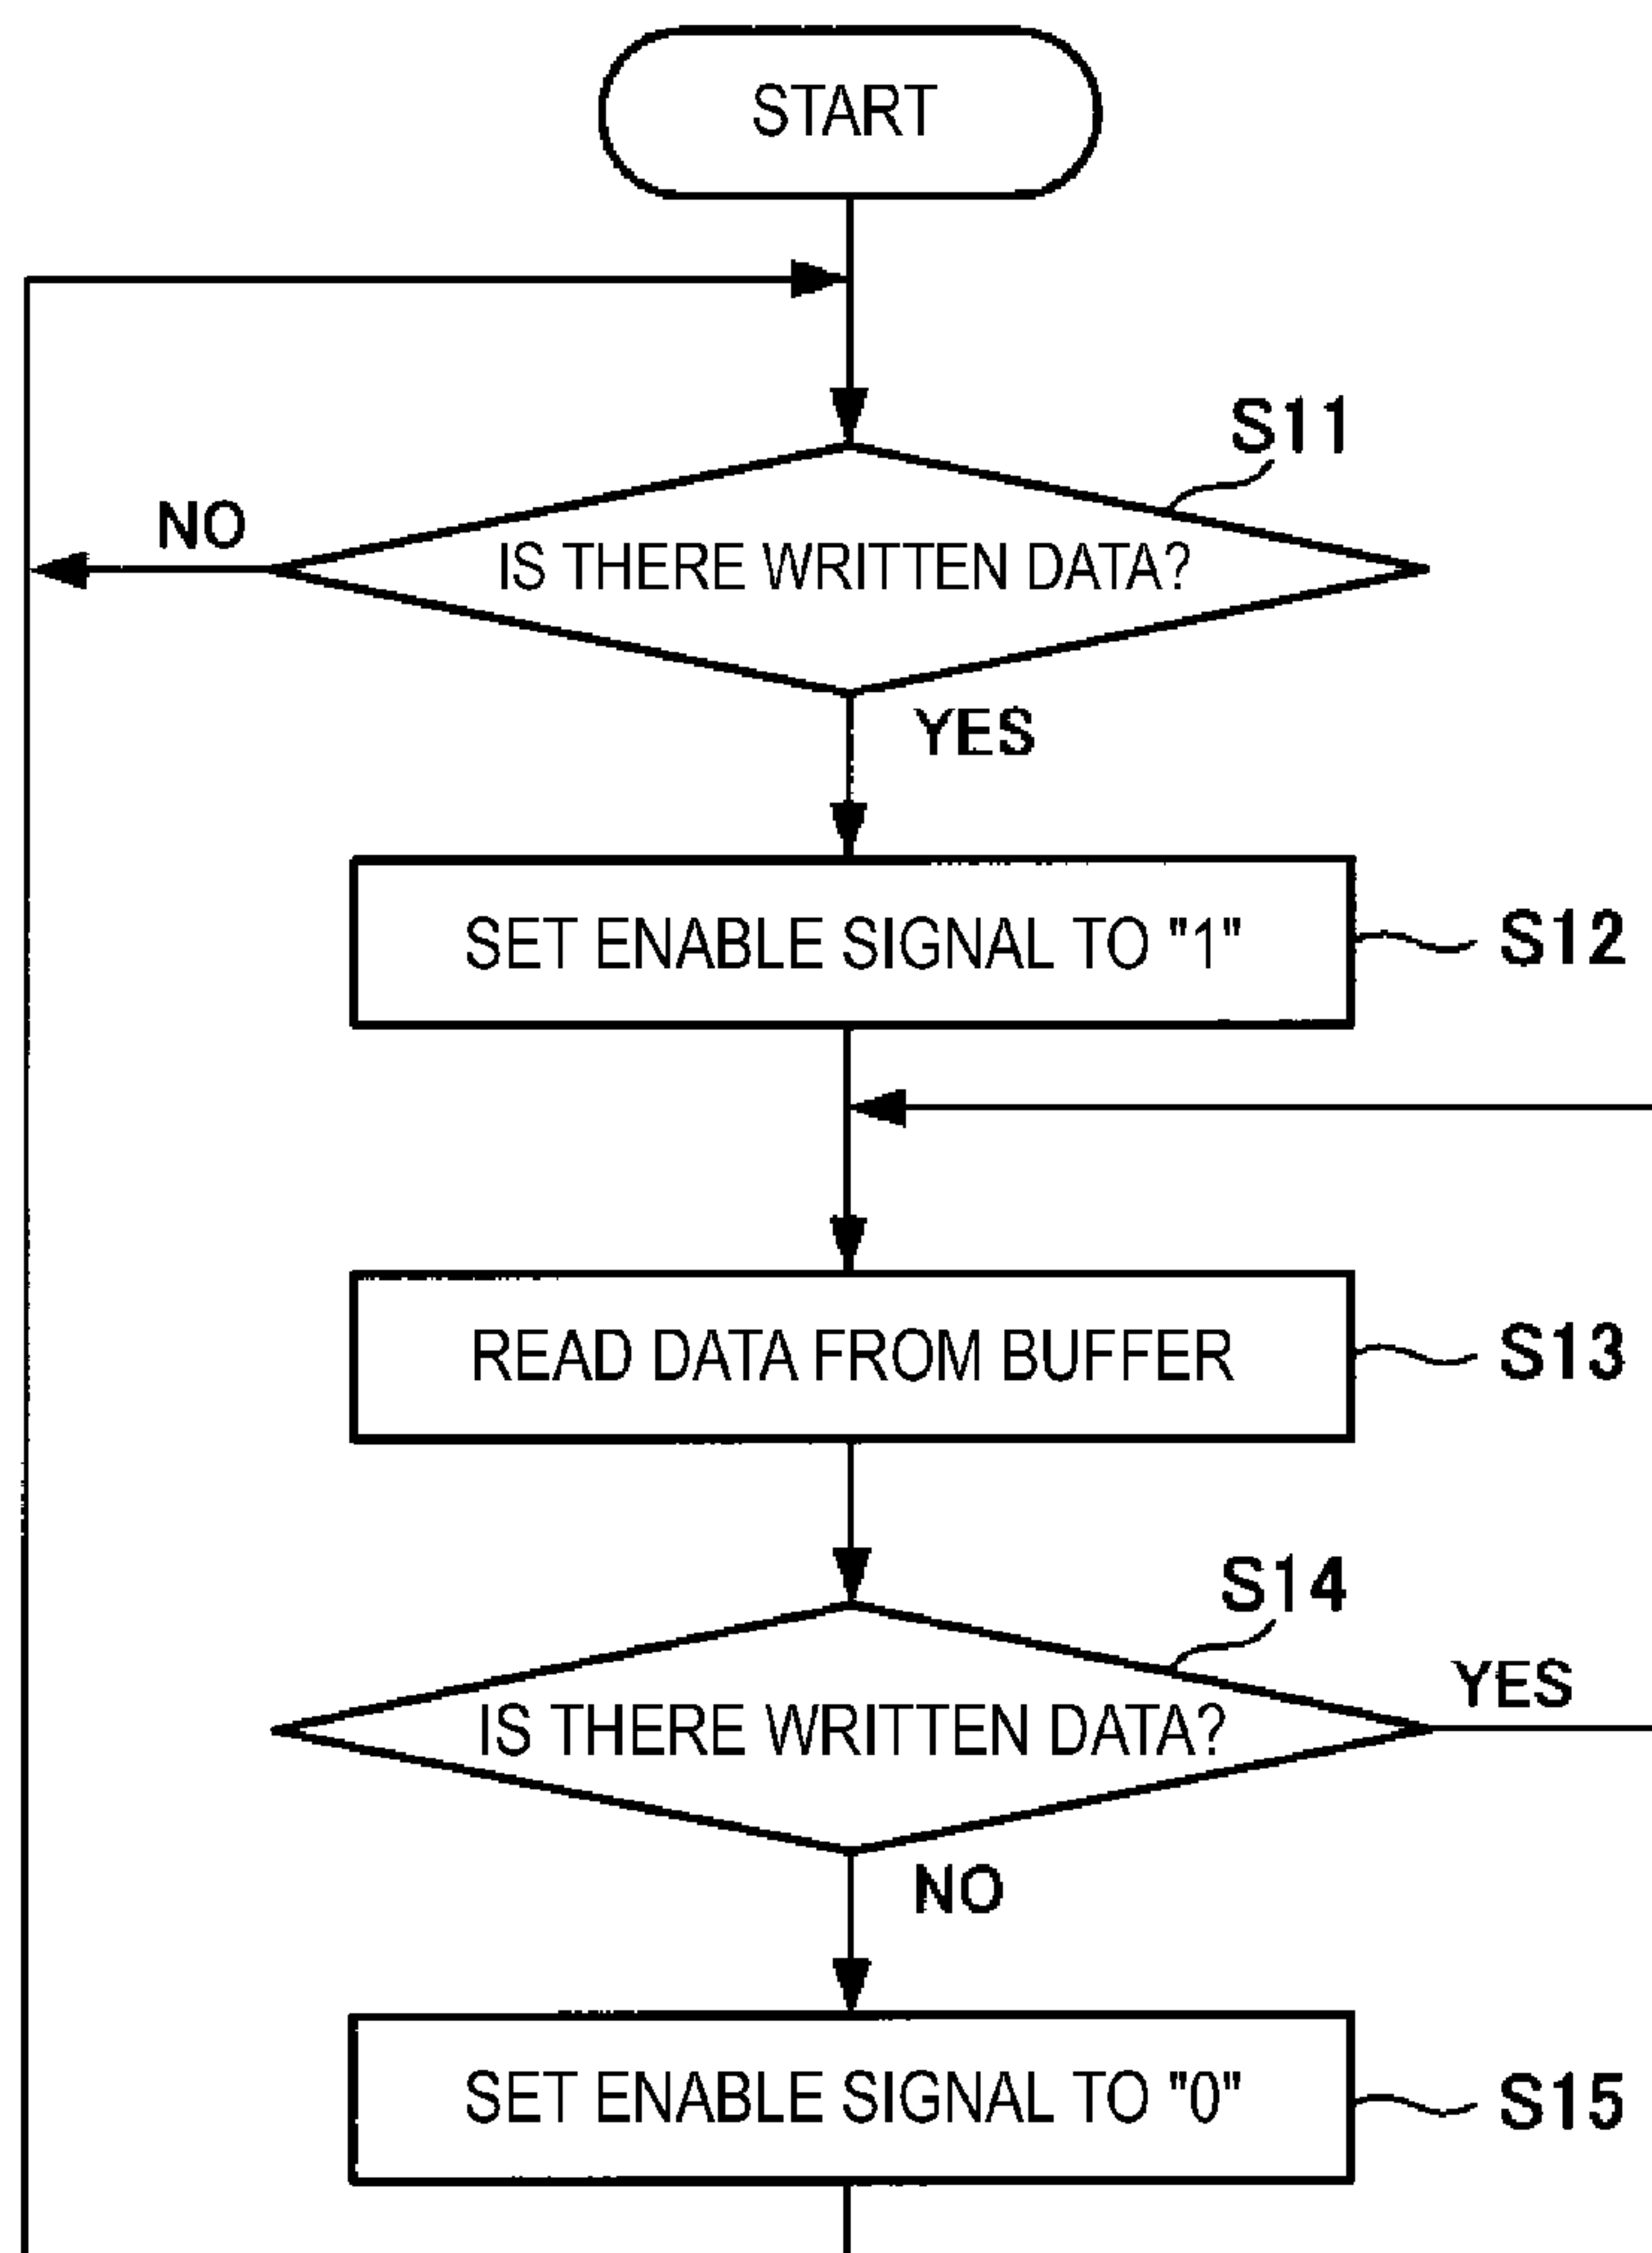 START
S11
NO
IS THERE WRITTEN DATA?
YES
SET ENABLE SIGNAL TO "1"
S12
READ DATA FROM BUFFER
S13
S14
YES
IS THERE WRITTEN DATA?
NO
SET ENABLE SIGNAL TO "0"
S15